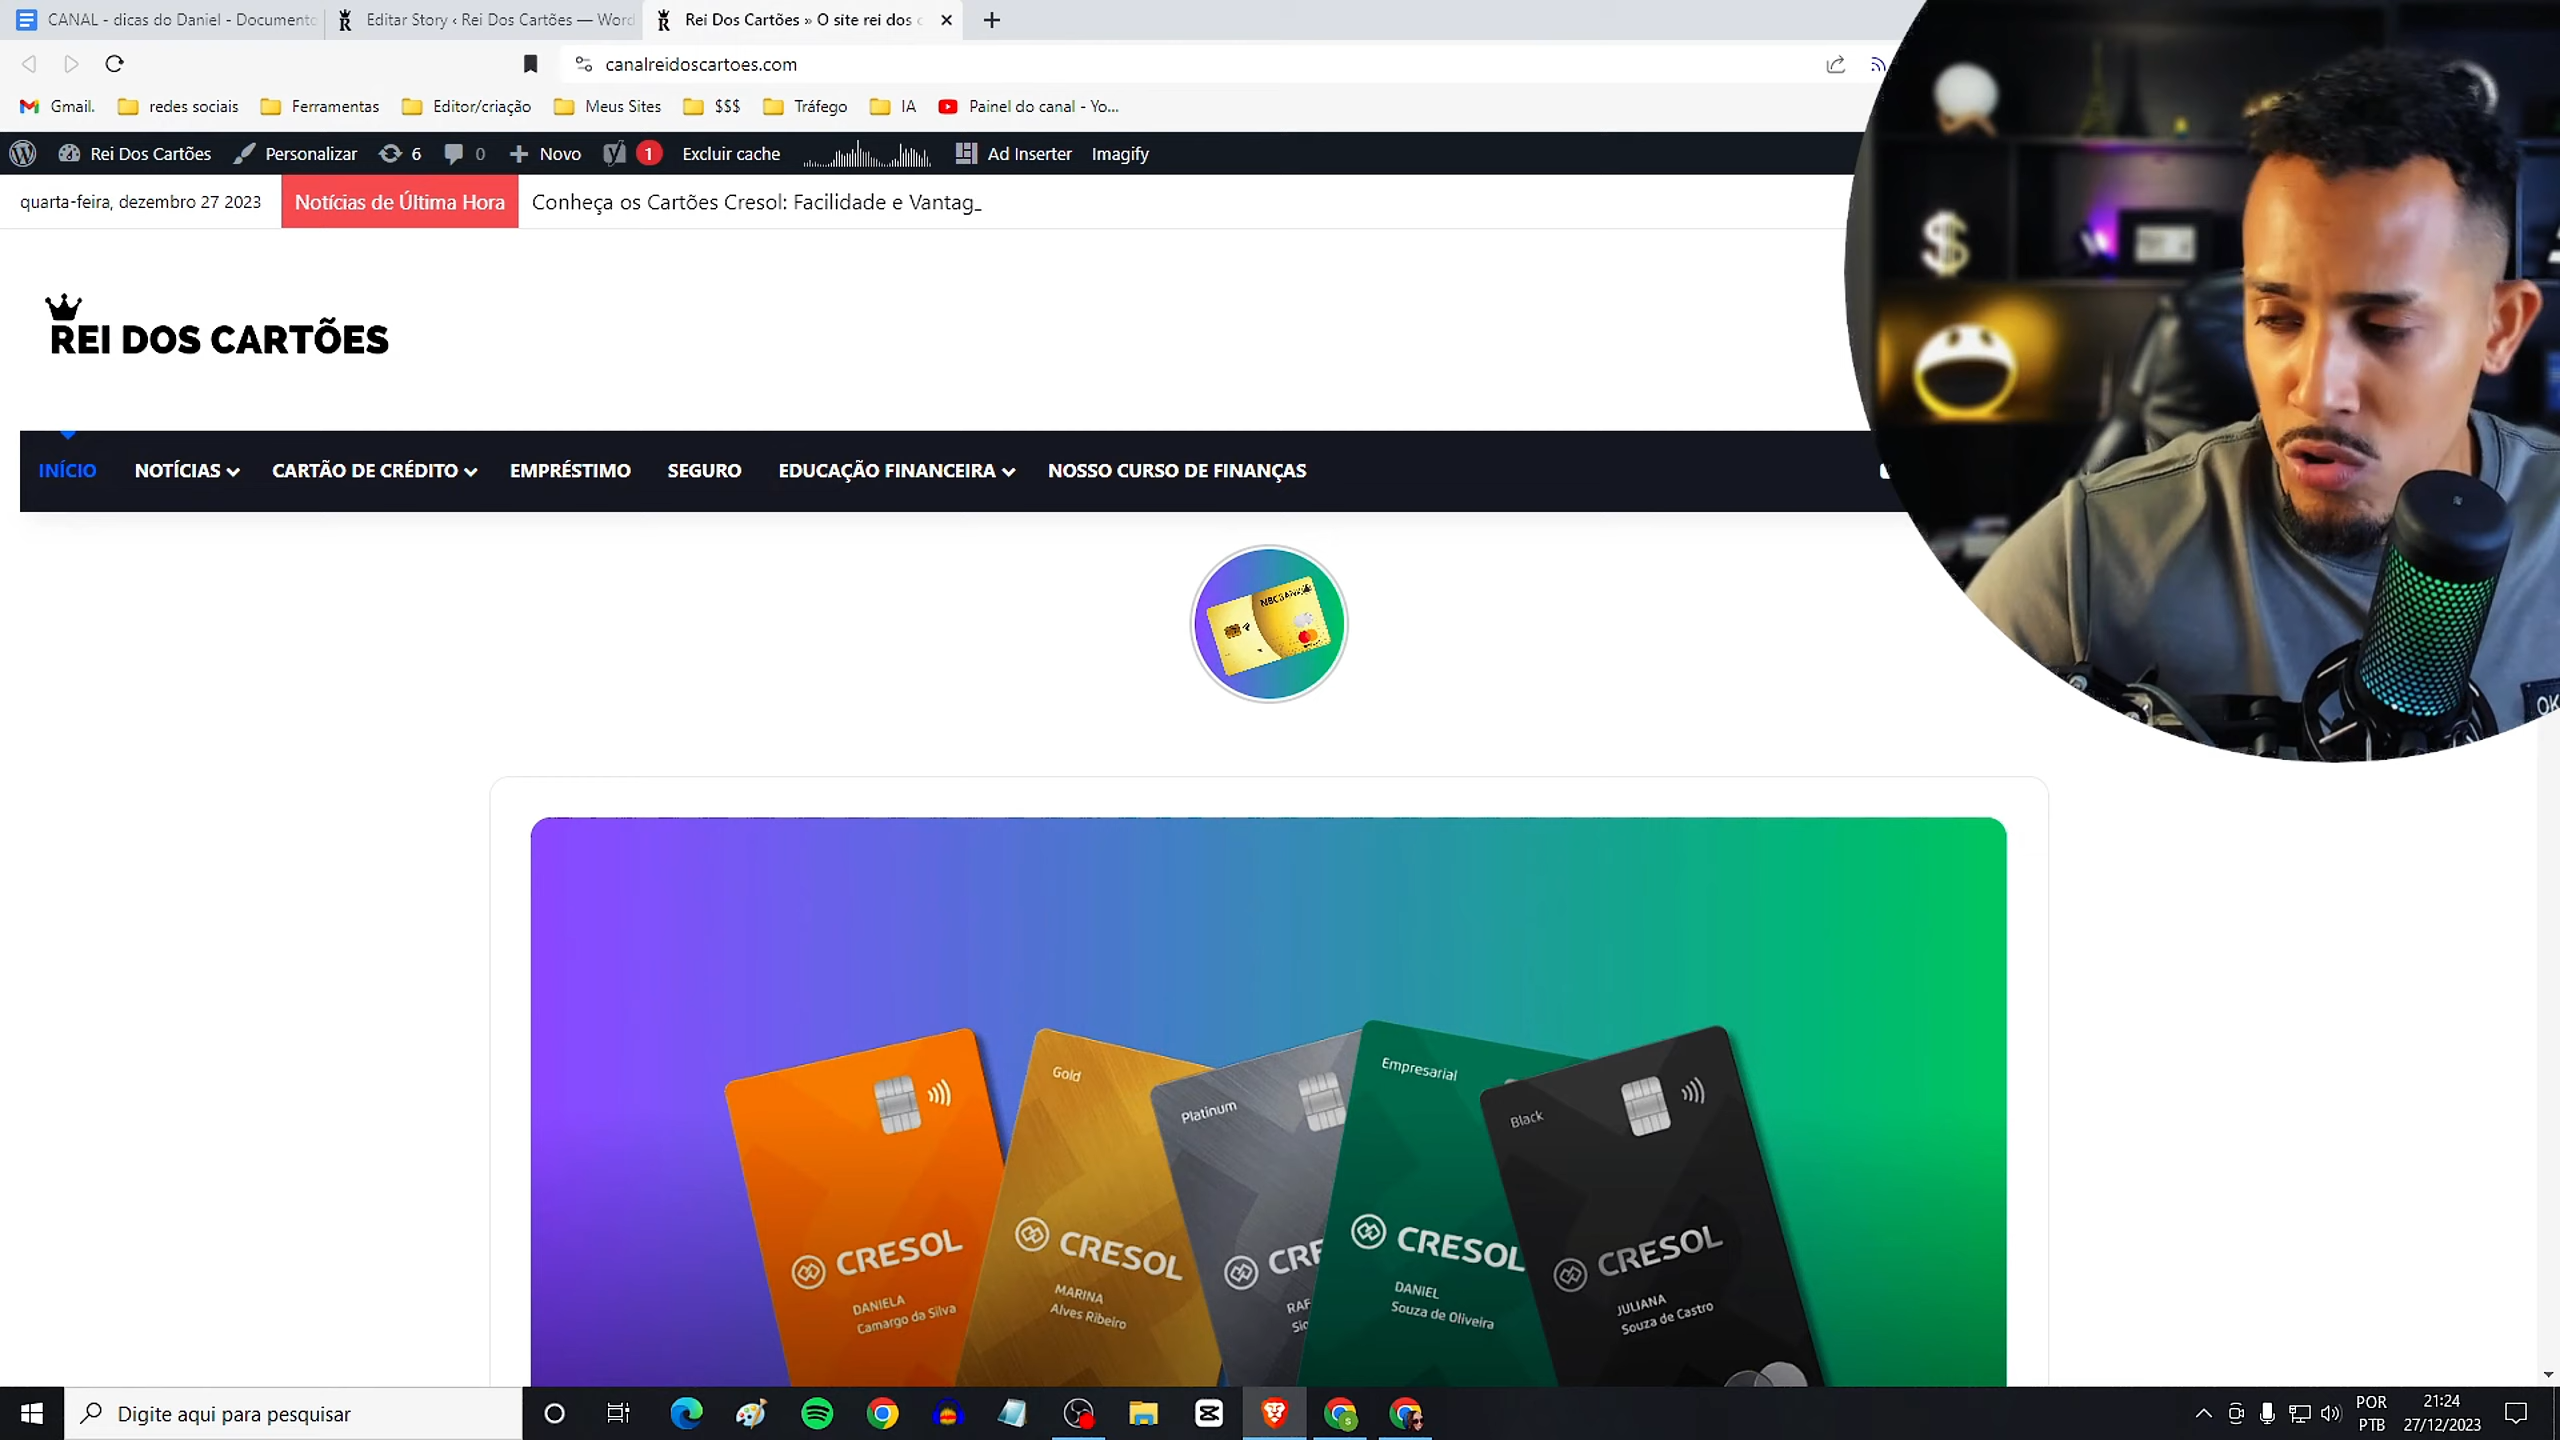 CANAL - dicas do Daniel - Documento
Editar Story ‹ Rei Dos Cartões — Word
Rei Dos Cartões » O site rei dos c
canalreidoscartoes.com
Gmail.
redes sociais
Ferramentas
Editor/criação
Meus Sites
$$$
Tráfego
IA
Painel do canal - Yo...
Rei Dos Cartões
Personalizar
6
0
Novo
1
Excluir cache
Ad Inserter
Imagify
quarta-feira, dezembro 27 2023
Notícias de Última Hora
Conheça os Cartões Cresol: Facilidade e Vantag_
REI DOS CARTÕES
INÍCIO
NOTÍCIAS
CARTÃO DE CRÉDITO
EMPRÉSTIMO
SEGURO
EDUCAÇÃO FINANCEIRA
NOSSO CURSO DE FINANÇAS
$
OK
CRESOL
DANIELA
Camargo da Silva
Gold
CRESOL
MARINA
Alves Ribeiro
Platinum
CRE
RAF
Empresarial
CRESOL
DANIEL
Souza de Oliveira
Black
CRESOL
JULIANA
Souza de Castro
Digite aqui para pesquisar
POR
PTB
21:24
27/12/2023